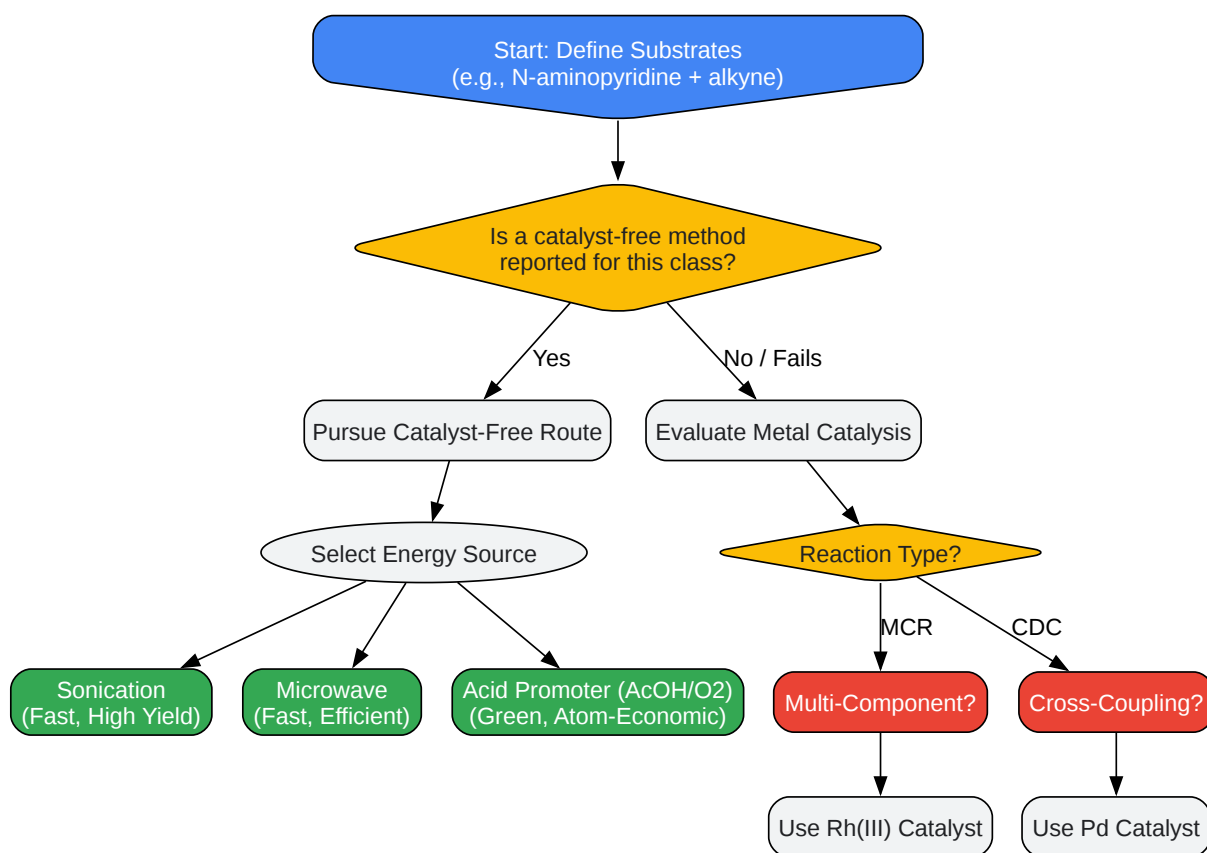 Start: Define Substrates
(e.g., N-aminopyridine + alkyne)
Is a catalyst-free method
reported for this class?
Yes
No / Fails
Pursue Catalyst-Free Route
Evaluate Metal Catalysis
Select Energy Source
Reaction Type?
MCR
CDC
Sonication
(Fast, High Yield)
Microwave
(Fast, Efficient)
Acid Promoter (AcOH/O2)
(Green, Atom-Economic)
Multi-Component?
Cross-Coupling?
Use Rh(III) Catalyst
Use Pd Catalyst